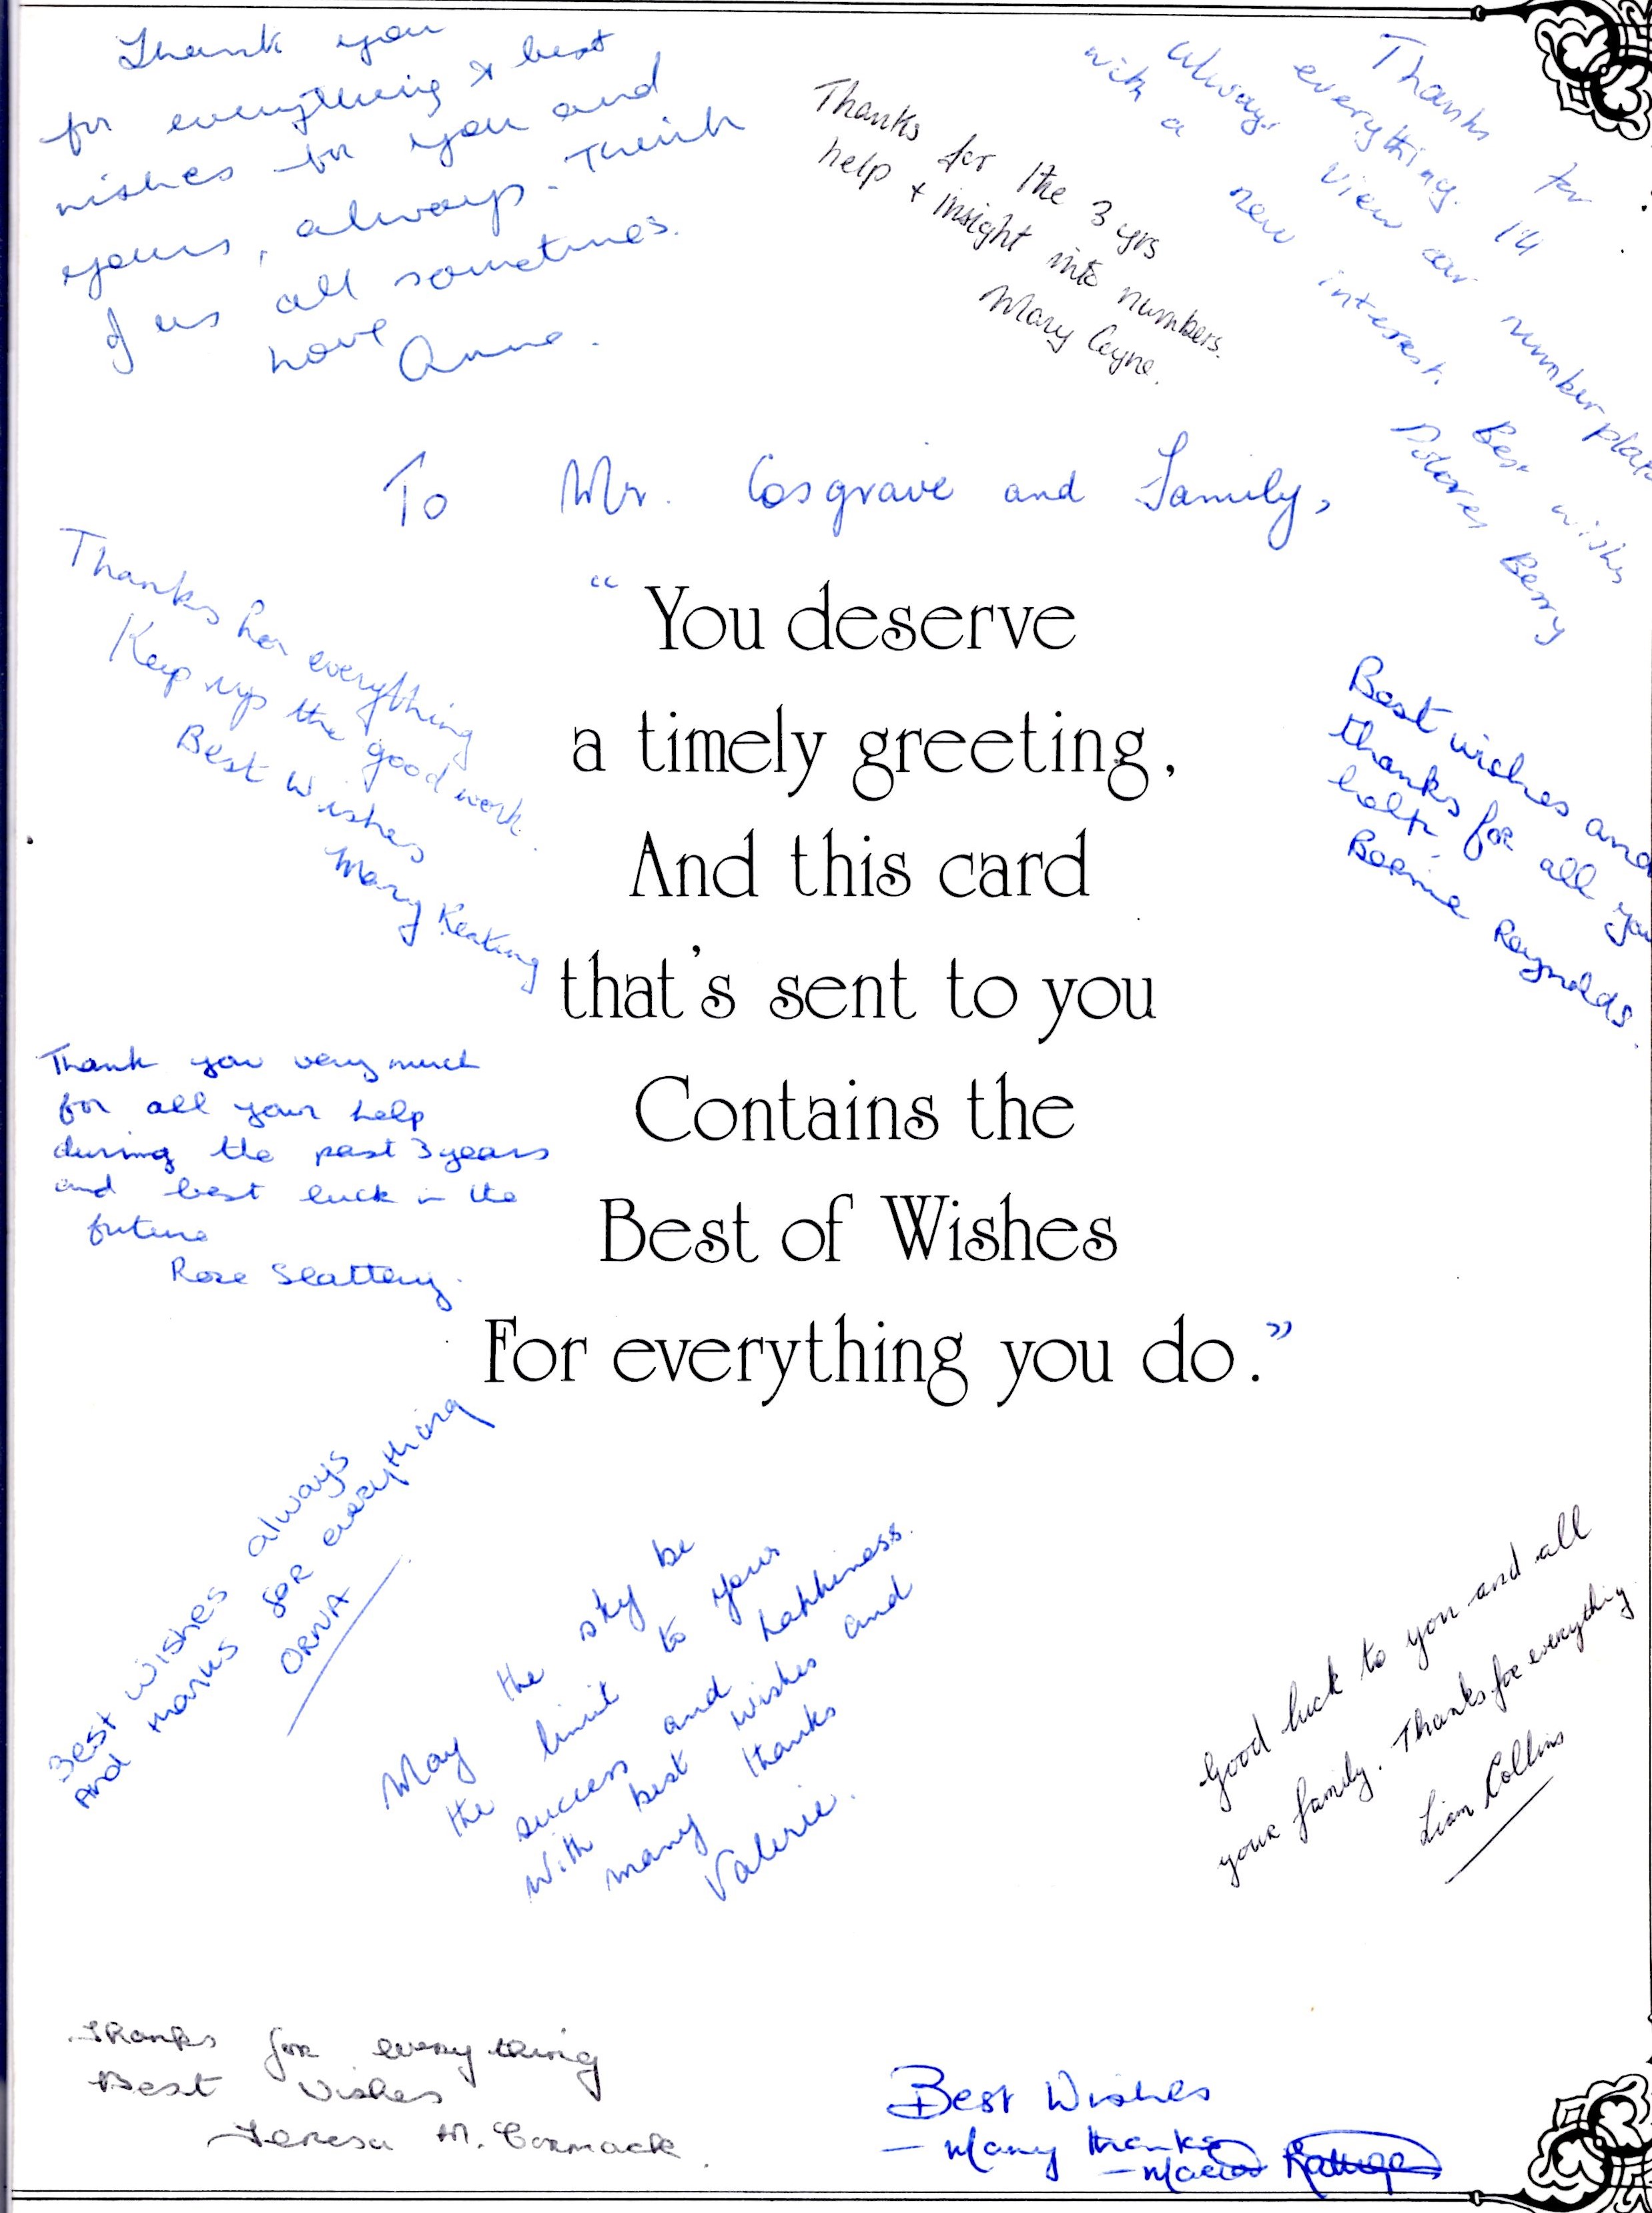 Thank you
for everything & best
wishes for you and
yours, always. Think
of us all sometimes.
Love
Anne.
Thanks for the 3 yrs
help + insight into numbers.
Mary Coyne.
Thanks for
everything. I'll
always view car number plates
with a new interest. Best wishes
Dolores Berry
To Mr. Cosgrave and Family,
“You deserve
a timely greeting,
And this card
that's sent to you
Contains the
Best of Wishes
For everything you do.”
Thanks for everything
Keep up the good work.
Best Wishes
Mary Keating
Best wishes and
thanks for all you
help.
Bernie Reynolds.
Thank you very much
for all your help
during the past 3 years
and best luck in the
future
Rose Slattery.
Best wishes always
And thanks for everything
ORNA
May the sky be
the limit to your
success and happiness.
With best wishes and
many thanks
Valerie.
Good luck to you and all
your family. Thanks for everything
Liam Collins
Thanks for everything
Best Wishes
Teresa M. Cormack.
Best Wishes
– Many thanks
–